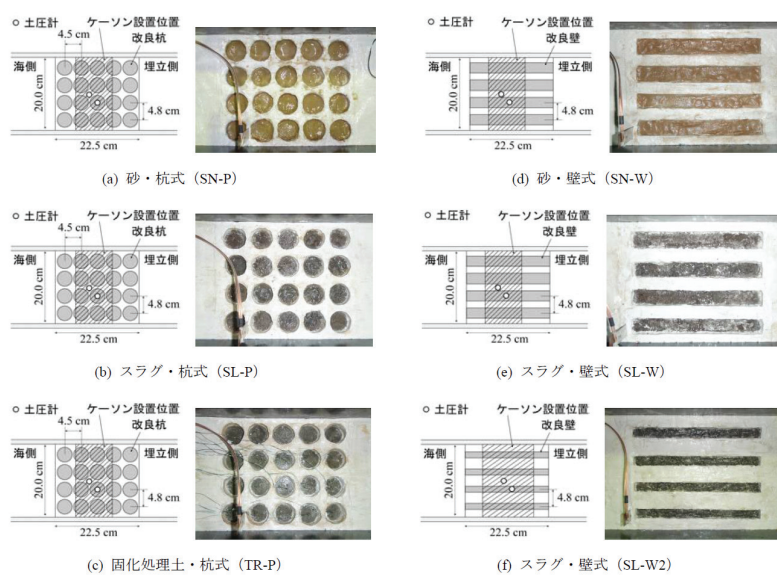 土圧計 ケーソン設置位置
4.5 cm 改良杭
海側 埋立側
20.0 cm
4.8 cm
22.5 cm
(a) 砂・杭式（SN-P）
土圧計 ケーソン設置位置
改良壁
海側 埋立側
20.0 cm
4.8 cm
22.5 cm
(d) 砂・壁式（SN-W）
土圧計 ケーソン設置位置
4.5 cm 改良杭
海側 埋立側
20.0 cm
4.8 cm
22.5 cm
(b) スラグ・杭式（SL-P）
土圧計 ケーソン設置位置
改良壁
海側 埋立側
20.0 cm
4.8 cm
22.5 cm
(e) スラグ・壁式（SL-W）
土圧計 ケーソン設置位置
4.5 cm 改良杭
海側 埋立側
20.0 cm
4.8 cm
22.5 cm
(c) 固化処理土・杭式（TR-P）
土圧計 ケーソン設置位置
改良壁
海側 埋立側
20.0 cm
4.8 cm
22.5 cm
(f) スラグ・壁式（SL-W2）